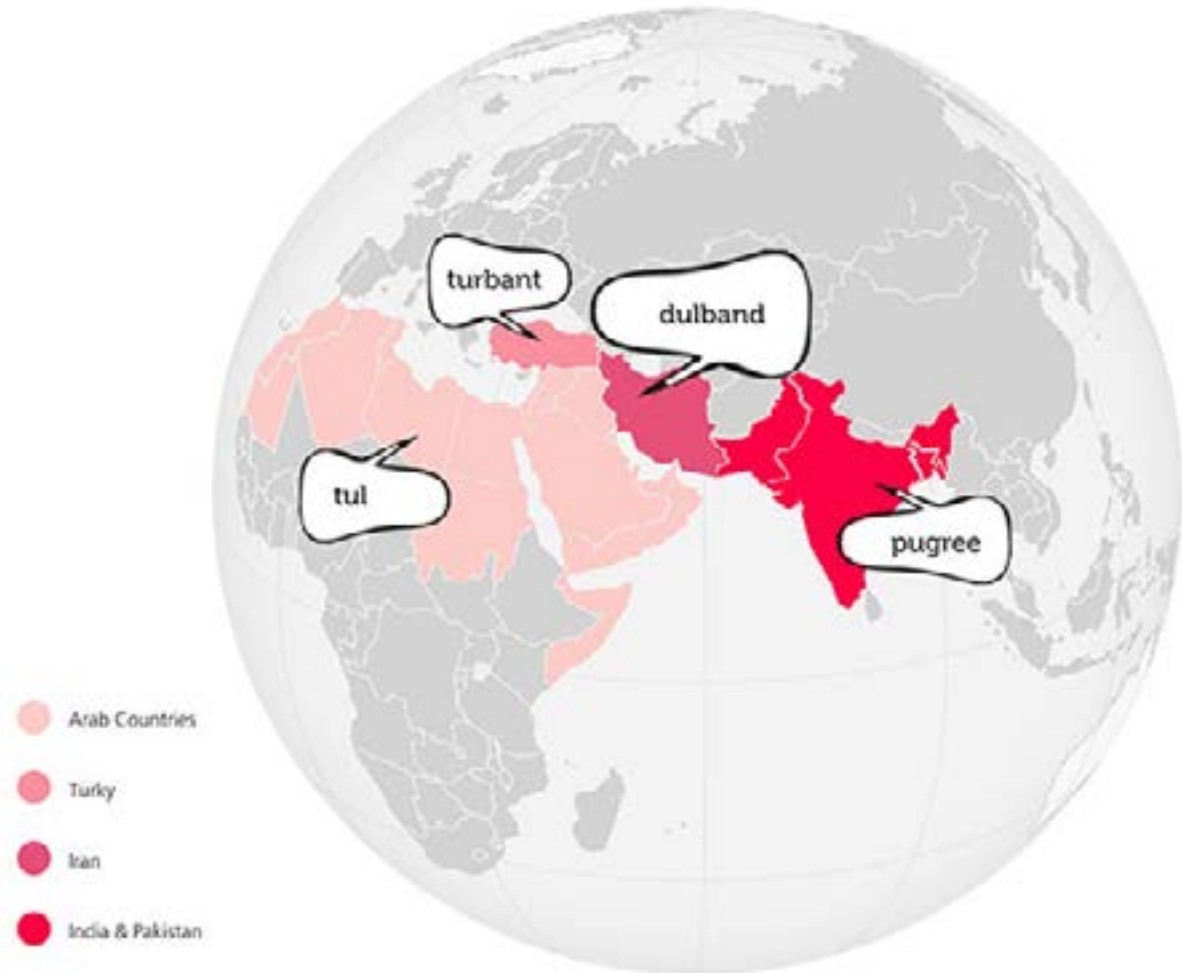 turbant
dulband
tul
pugree
Arab Countries
Turky
Iran
India & Pakistan